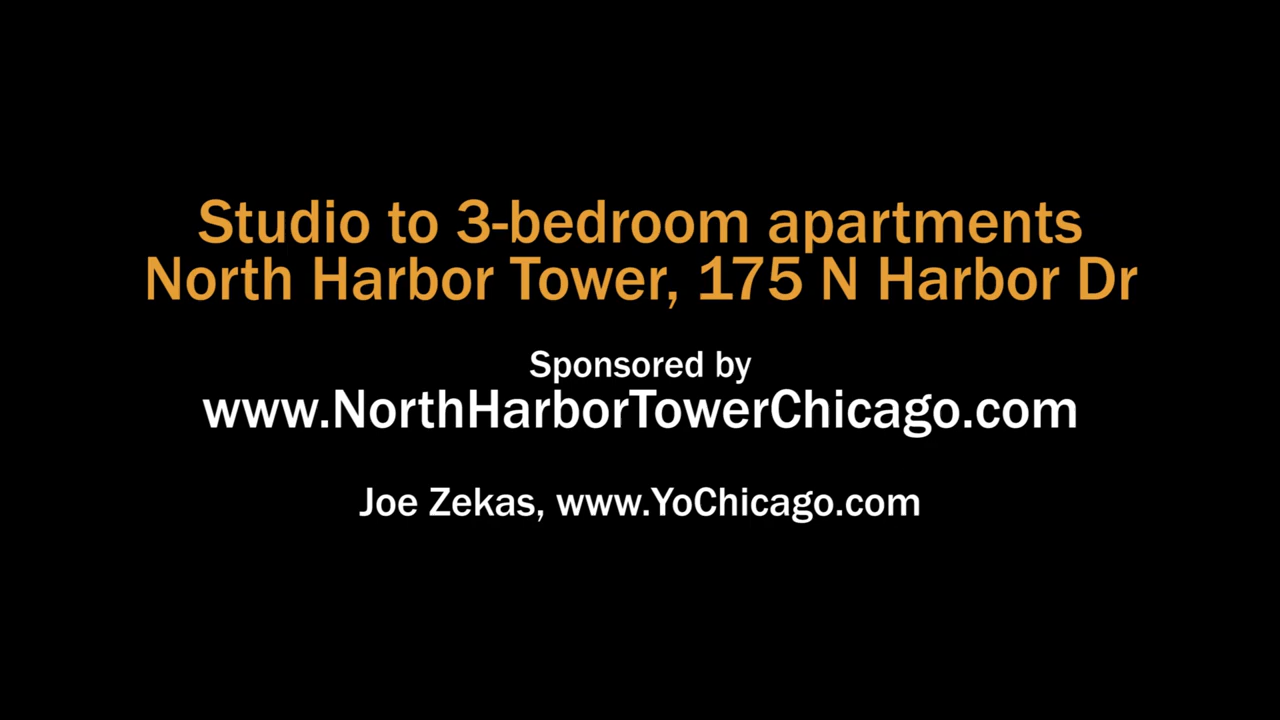 Studio to 3-bedroom apartments
North Harbor Tower, 175 N Harbor Dr
Sponsored by
www.NorthHarborTowerChicago.com
Joe Zekas, www.YoChicago.com